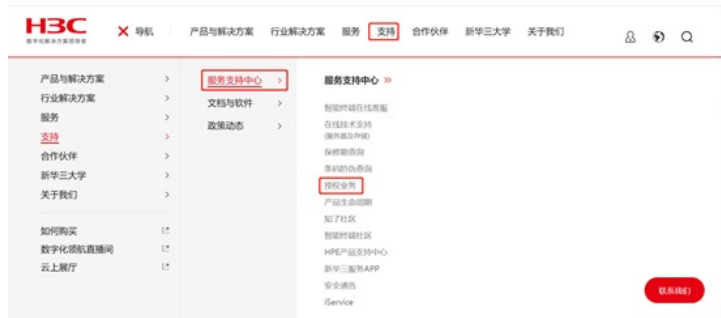 H3C
数字化解决方案领导者
导航
产品与解决方案 行业解决方案 服务 支持 合作伙伴 新华三大学 关于我们
产品与解决方案
行业解决方案
服务
支持
合作伙伴
新华三大学
关于我们
如何购买
数字化领航直播间
云上展厅
服务支持中心
文档与软件
政策动态
服务支持中心 »
智能终端在线客服
在线技术支持
(服务器及存储)
保修期查询
条码防伪查询
授权业务
产品生命周期
知了社区
智能终端社区
HPE产品支持中心
新华三服务APP
安全通告
iService
联系我们